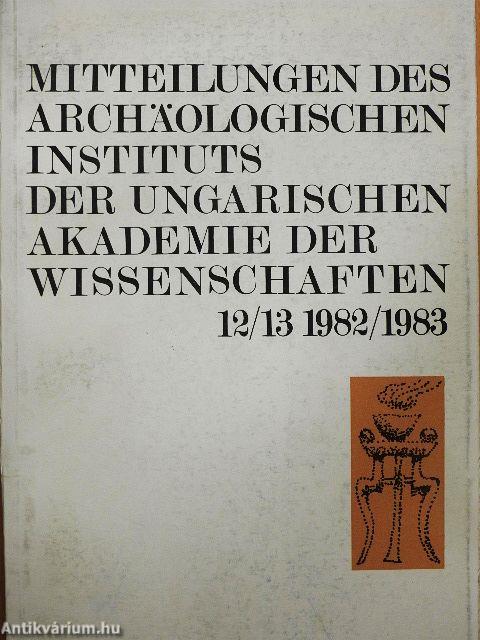 MITTEILUNGEN DES
ARCHÄOLOGISCHEN
INSTITUTS
DER UNGARISCHEN
AKADEMIE DER
WISSENSCHAFTEN
12/13 1982/1983
Antikvárium.hu